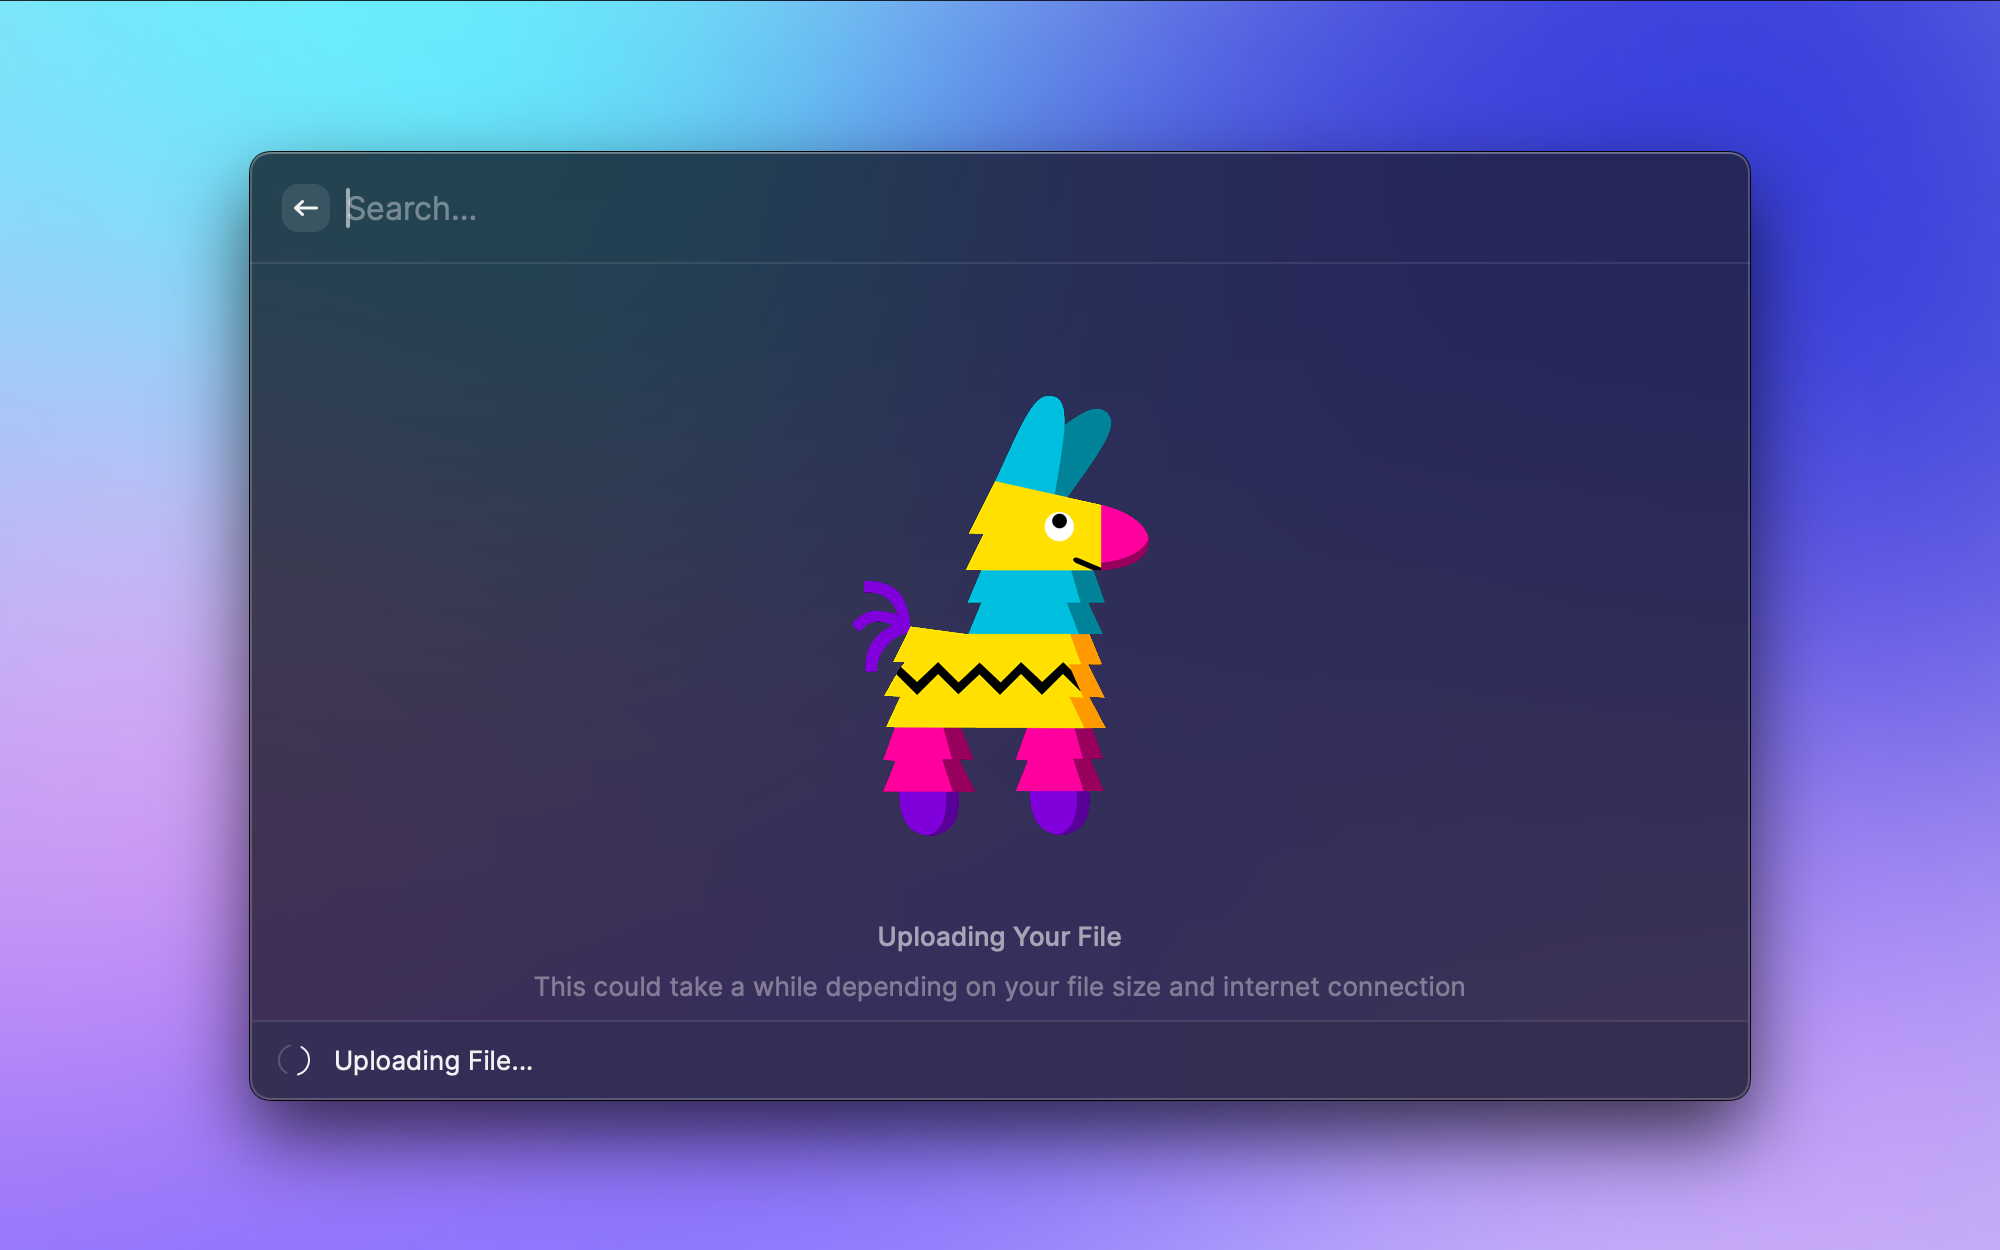 Search...
Uploading Your File
This could take a while depending on your file size and internet connection
Uploading File...